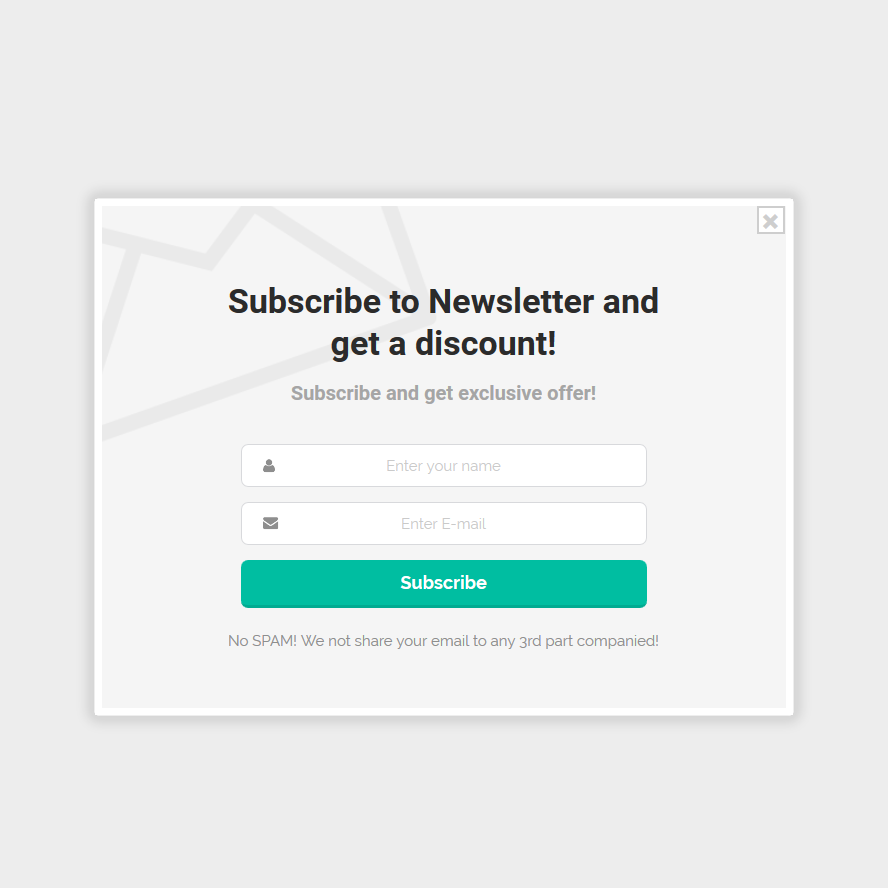 Subscribe to Newsletter and
get a discount!
Subscribe and get exclusive offer!
Enter your name
Enter E-mail
Subscribe
No SPAM! We not share your email to any 3rd part companied!